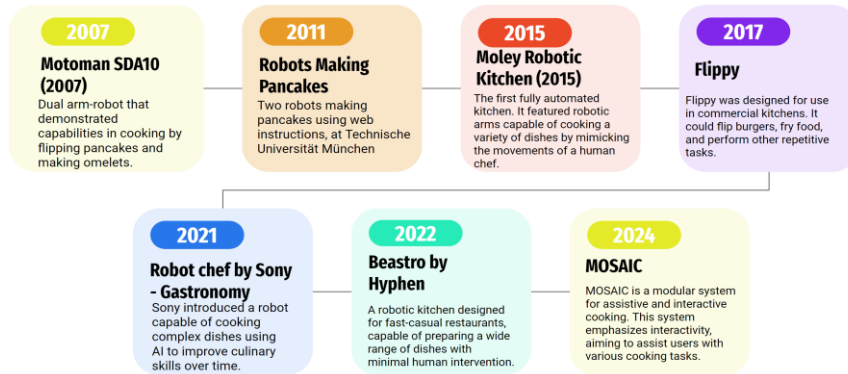 2007
Motoman SDA10
(2007)
Dual arm-robot that
demonstrated
capabilities in cooking by
flipping pancakes and
making omelets.
2011
Robots Making
Pancakes
Two robots making
pancakes using web
instructions, at Technische
Universität München
2015
Moley Robotic
Kitchen (2015)
The first fully automated
kitchen. It featured robotic
arms capable of cooking a
variety of dishes by mimicking
the movements of a human
chef.
2017
Flippy
Flippy was designed for use
in commercial kitchens. It
could flip burgers, fry food,
and perform other repetitive
tasks.
2021
Robot chef by Sony
- Gastronomy
Sony introduced a robot
capable of cooking
complex dishes using
AI to improve culinary
skills over time.
2022
Beastro by
Hyphen
A robotic kitchen designed
for fast-casual restaurants,
capable of preparing a wide
range of dishes with
minimal human intervention.
2024
MOSAIC
MOSAIC is a modular system
for assistive and interactive
cooking. This system
emphasizes interactivity,
aiming to assist users with
various cooking tasks.